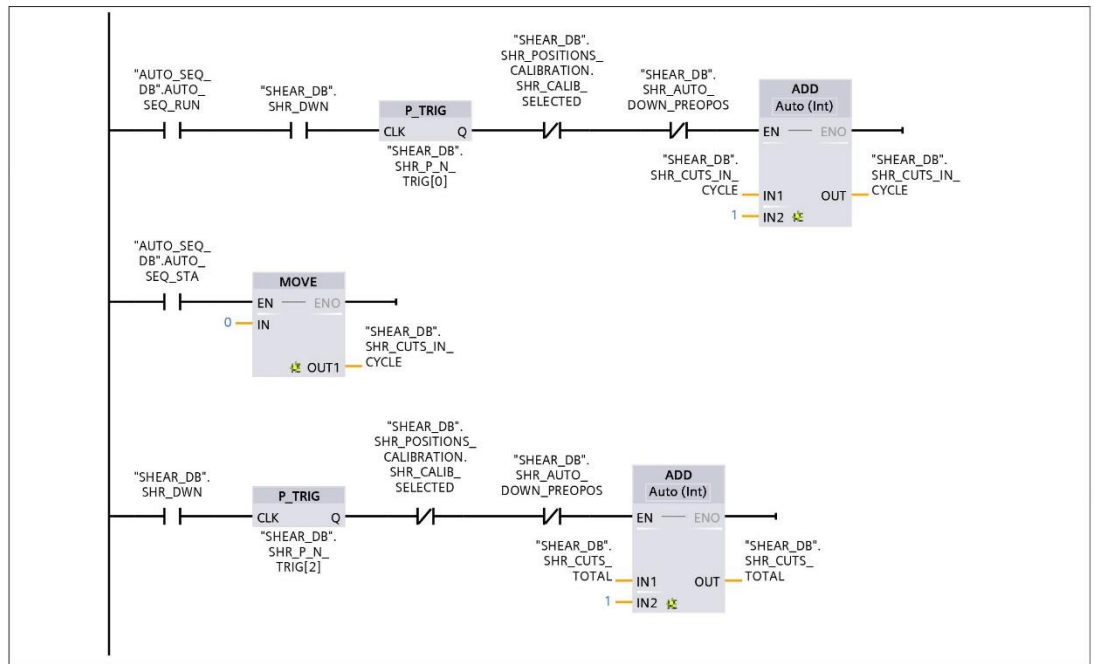 "SHEAR_DB".
SHR_POSITIONS_
CALIBRATION.
SHR_CALIB_
SELECTED
"AUTO_SEQ_
DB".AUTO_
SEQ_RUN
"SHEAR_DB".
SHR_DWN
P_TRIG
CLK Q
"SHEAR_DB".
SHR_P_N_
TRIG[0]
"SHEAR_DB".
SHR_AUTO_
DOWN_PREOPOS
ADD
Auto (Int)
EN ENO
"SHEAR_DB".
SHR_CUTS_IN_
CYCLE
IN1 OUT
"SHEAR_DB".
SHR_CUTS_IN_
CYCLE
1 IN2
"AUTO_SEQ_
DB".AUTO_
SEQ_STA
MOVE
EN ENO
0 IN
OUT1
"SHEAR_DB".
SHR_CUTS_IN_
CYCLE
"SHEAR_DB".
SHR_DWN
P_TRIG
CLK Q
"SHEAR_DB".
SHR_P_N_
TRIG[2]
"SHEAR_DB".
SHR_POSITIONS_
CALIBRATION.
SHR_CALIB_
SELECTED
"SHEAR_DB".
SHR_AUTO_
DOWN_PREOPOS
ADD
Auto (Int)
EN ENO
"SHEAR_DB".
SHR_CUTS_
TOTAL
IN1 OUT
"SHEAR_DB".
SHR_CUTS_
TOTAL
1 IN2